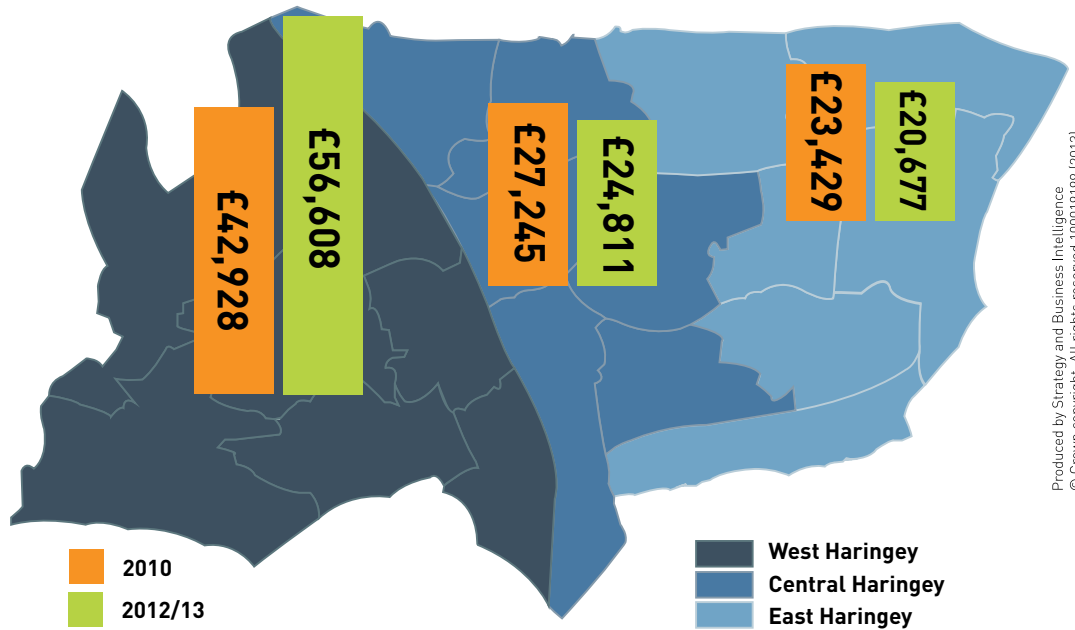 £42,928
£56,608
£27,245
£24,811
£23,429
£20,677
2010
2012/13
West Haringey
Central Haringey
East Haringey
Produced by Strategy and Business Intelligence